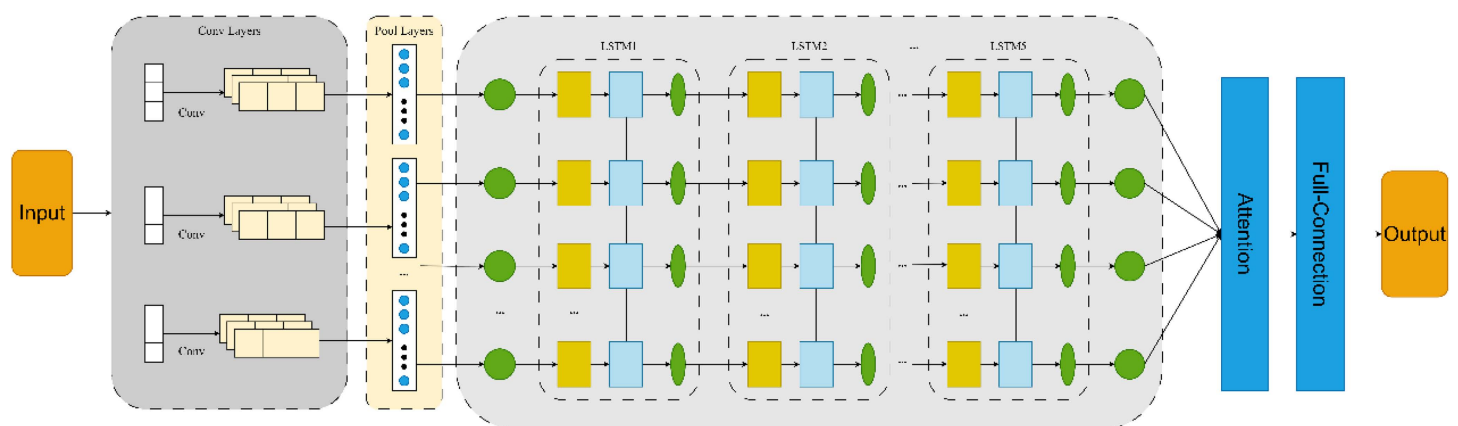 Input
Conv Layers
Conv
Conv
Conv
Pool Layers
...
LSTM1
LSTM2
...
LSTM5
...
...
...
...
...
...
...
...
Attention
Full-Connection
Output